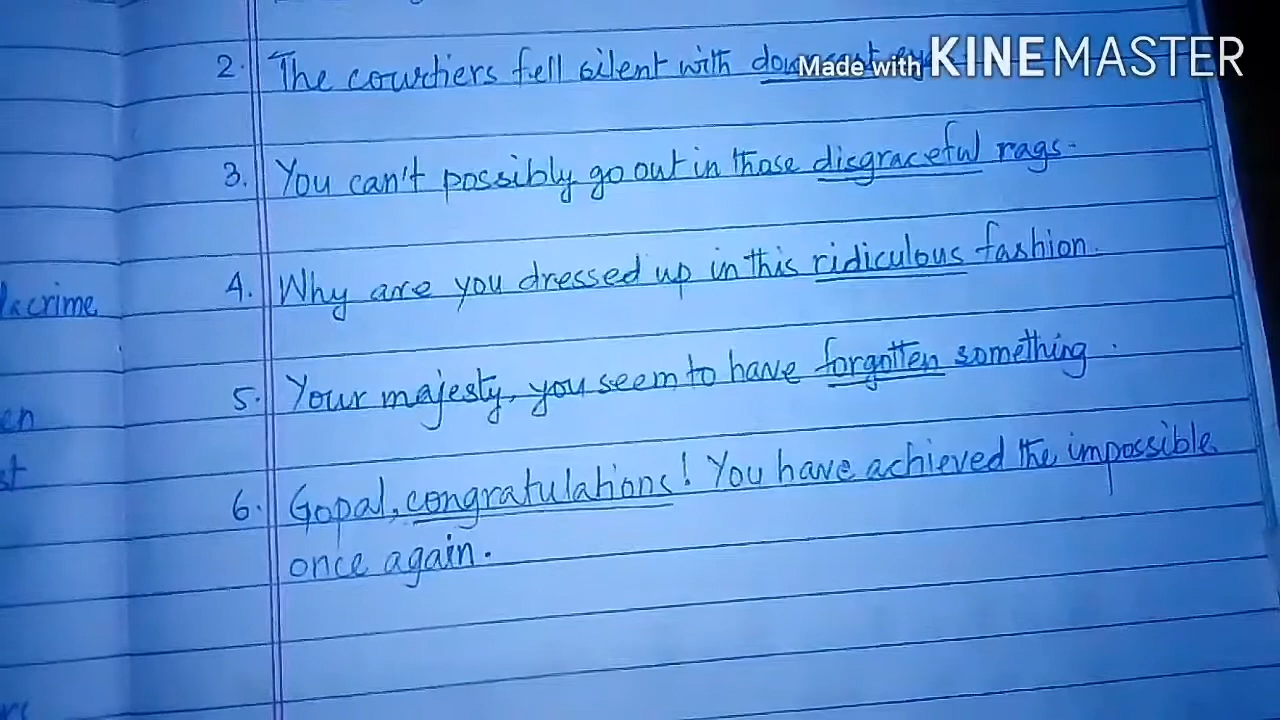 2. The courtiers fell silent with
Made with KINEMASTER
3. You can't possibly go out in those disgraceful rags.
4. Why are you dressed up in this ridiculous fashion.
crime
5. Your majesty, you seem to have forgotten something.
en
st
6. Gopal, congratulations! You have achieved the impossible
once again.